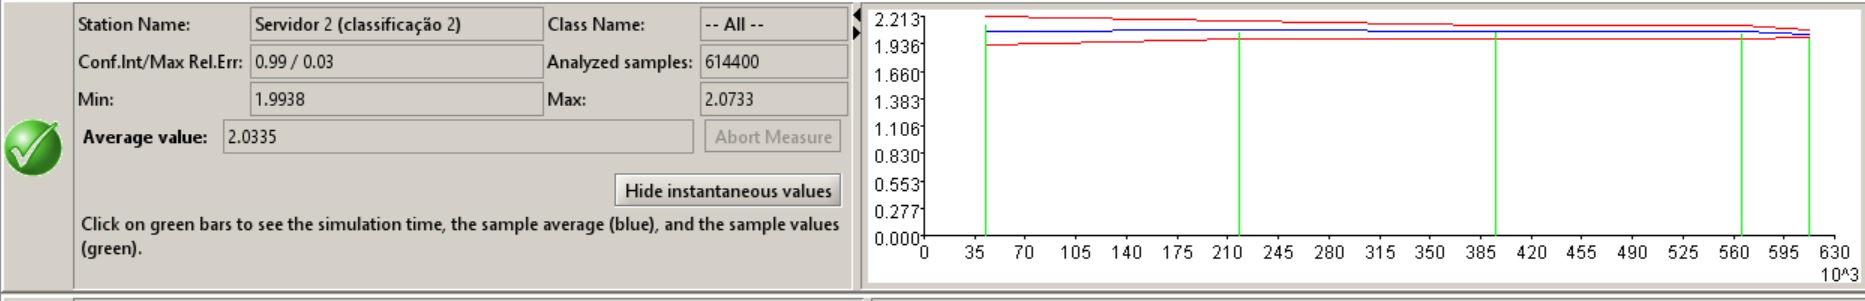 Station Name: Servidor 2 (classificação 2) Class Name: -- All --
Conf.Int/Max Rel.Err: 0.99 / 0.03 Analyzed samples: 614400
Min: 1.9938 Max: 2.0733
Average value: 2.0335 Abort Measure
Hide instantaneous values
Click on green bars to see the simulation time, the sample average (blue), and the sample values
(green).
2.213
1.936
1.660
1.383
1.106
0.830
0.553
0.277
0.000
0 35 70 105 140 175 210 245 280 315 350 385 420 455 490 525 560 595 630
10^3